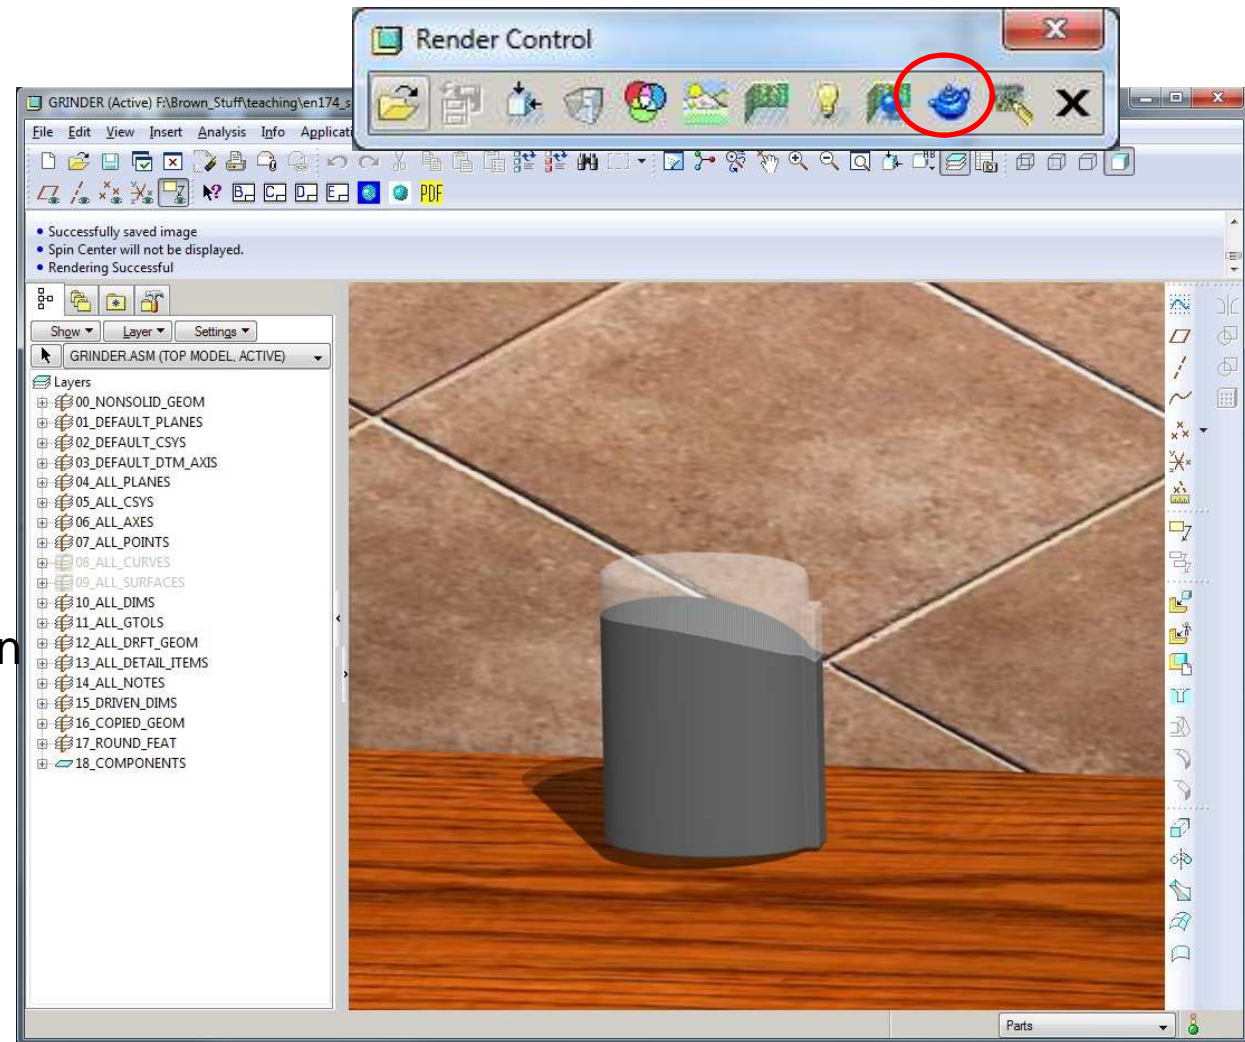 Render Control
GRINDER (Active) F:\Brown_Stuff\teaching\en174_s
File Edit View Insert Analysis Info Applicati
PDF
Successfully saved image
Spin Center will not be displayed.
Rendering Successful
Show Layer Settings
GRINDER.ASM (TOP MODEL, ACTIVE)
Layers
00_NONSOLID_GEOM
01_DEFAULT_PLANES
02_DEFAULT_CSYS
03_DEFAULT_DTM_AXIS
04_ALL_PLANES
05_ALL_CSYS
06_ALL_AXES
07_ALL_POINTS
08_ALL_CURVES
09_ALL_SURFACES
10_ALL_DIMS
11_ALL_GTOLS
n
12_ALL_DRFT_GEOM
13_ALL_DETAIL_ITEMS
14_ALL_NOTES
15_DRIVEN_DIMS
16_COPIED_GEOM
17_ROUND_FEAT
18_COMPONENTS
Parts